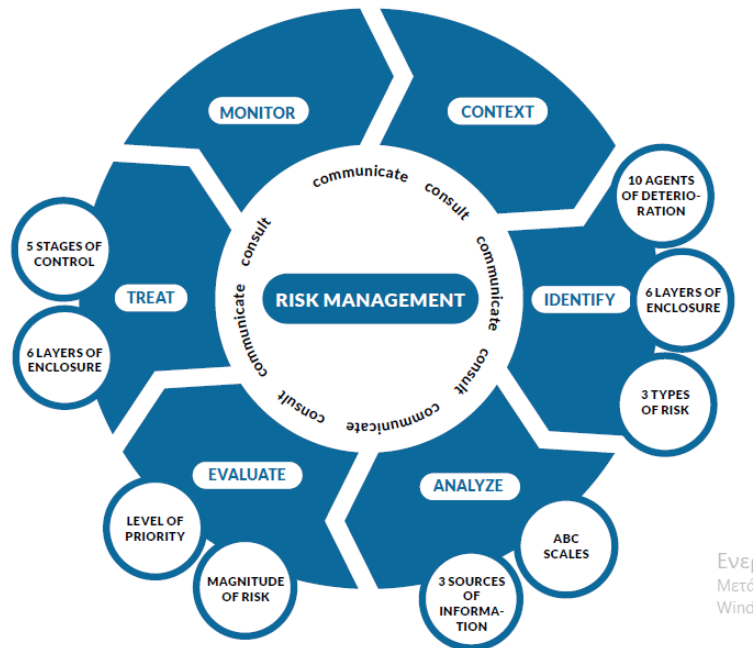 MONITOR
CONTEXT
communicate consult
communicate
consult
communicate
consult
communicate
consult
RISK MANAGEMENT
10 AGENTS
OF DETERIO-
RATION
IDENTIFY
6 LAYERS OF
ENCLOSURE
3 TYPES
OF RISK
ANALYZE
ABC
SCALES
3 SOURCES
OF
INFORMA-
TION
EVALUATE
MAGNITUDE
OF RISK
LEVEL OF
PRIORITY
TREAT
6 LAYERS OF
ENCLOSURE
5 STAGES OF
CONTROL
Ενερ
Μετά
Wind